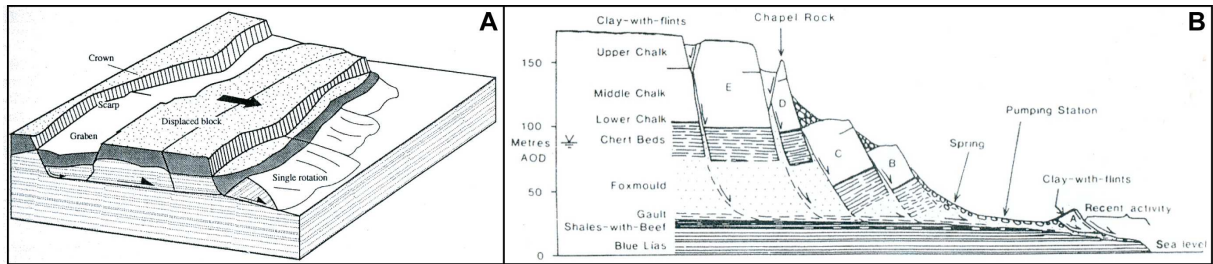 A
Crown
Scarp
Graben
Displaced block
Single rotation
B
Chapel Rock
Clay-with-flints
Upper Chalk
150
E
D
Middle Chalk
Lower Chalk
100
Pumping Station
Metres
AOD
Chert Beds
C
B
Spring
Foxmould
50
Clay-with-flints
Recent activity
A
Gault
Shales-with-Beef
Blue Lias
0
Sea level